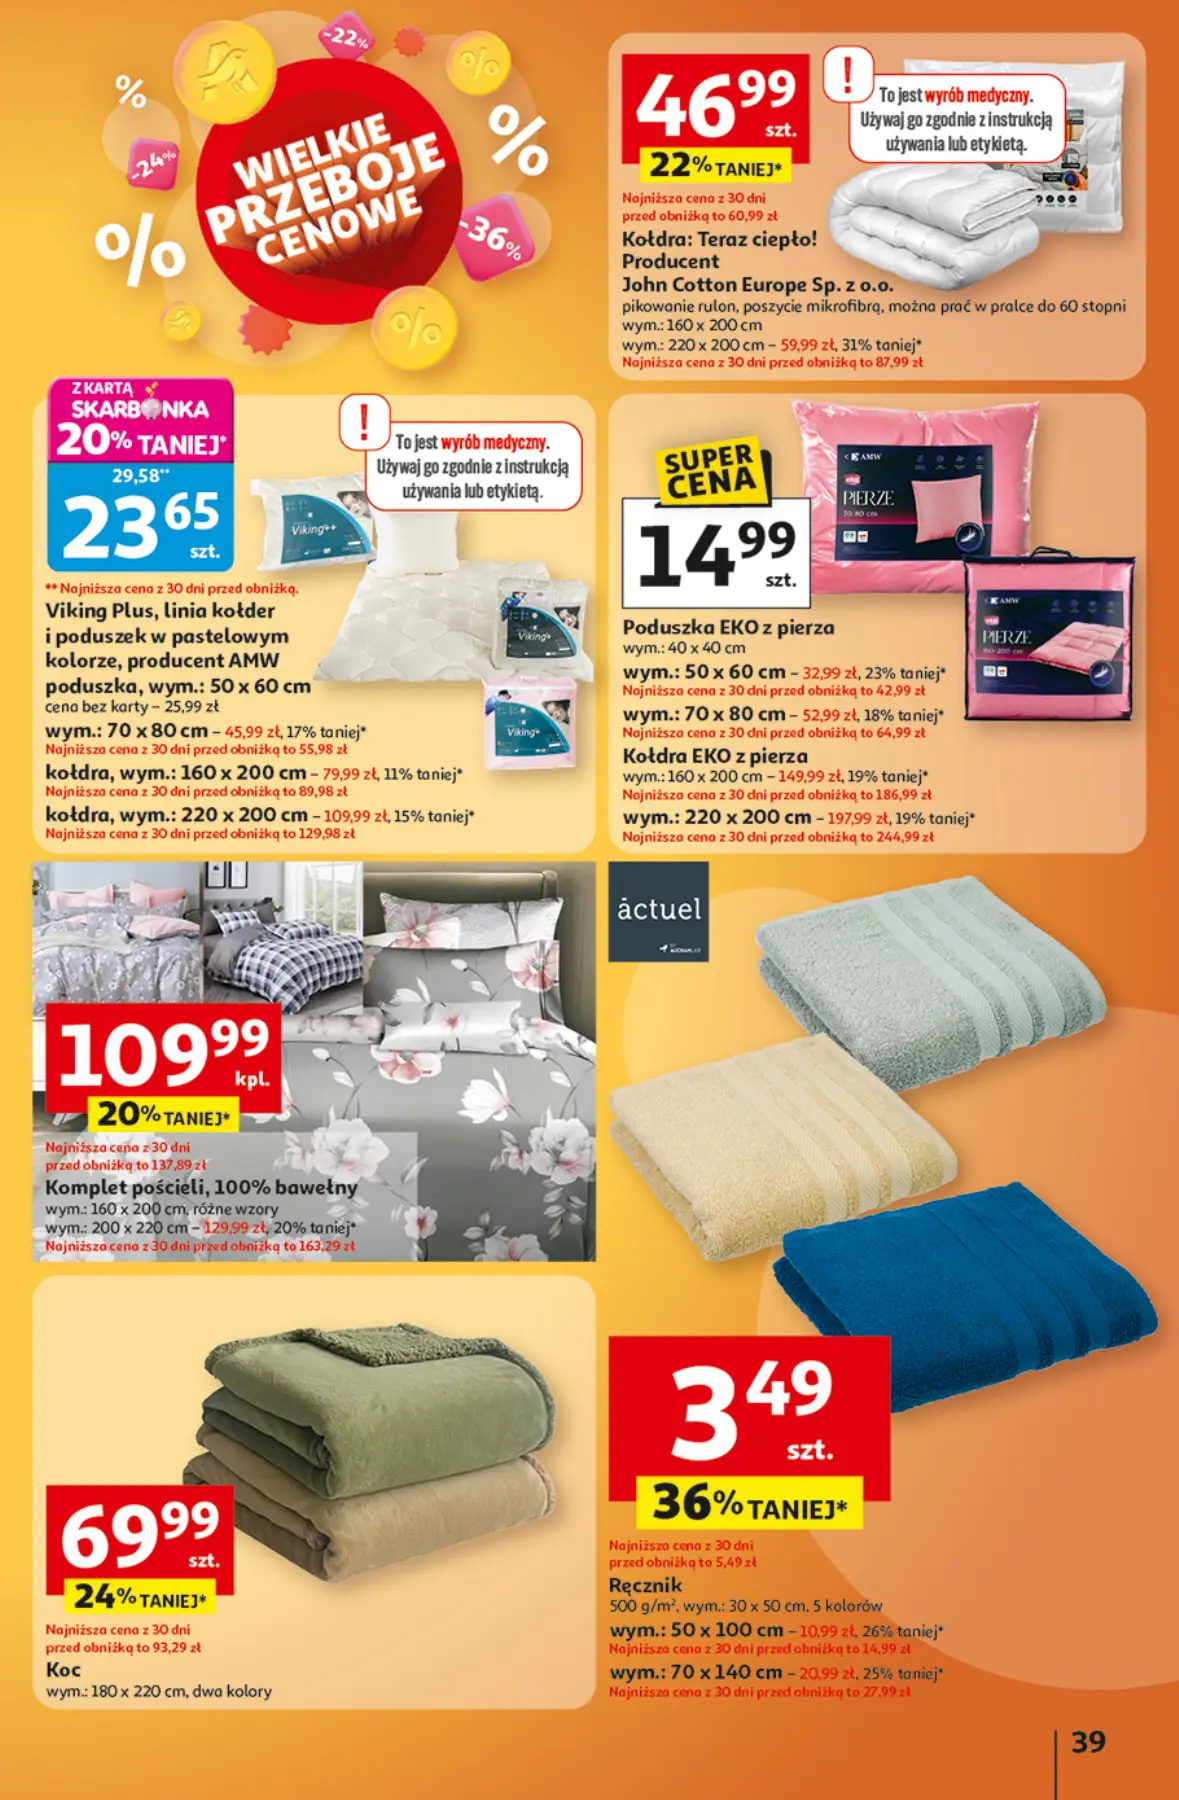 -22%
%
-24%
%
-36%
%
%
%
WIELKIE
PRZEBOJE
CENOWE
46 99
szt.
22% TANIEJ*
!
To jest wyrób medyczny.
Używaj go zgodnie z instrukcją
używania lub etykietą.
Najniższa cena z 30 dni
przed obniżką to 60,99 zł
Kołdra: Teraz ciepło!
Producent
John Cotton Europe Sp. z o.o.
pikowanie rulon, poszycie mikrofibrą, można prać w pralce do 60 stopni
wym.: 160 x 200 cm
wym.: 220 x 200 cm – 59,99 zł, 31% taniej*
Najniższa cena z 30 dni przed obniżką to 87,99 zł
Z KARTĄ
SKARBONKA
20% TANIEJ*
29,58**
23 65
szt.
!
To jest wyrób medyczny.
Używaj go zgodnie z instrukcją
używania lub etykietą.
Viking++
Viking+
Viking+
** Najniższa cena z 30 dni przed obniżką.
Viking Plus, linia kołder
i poduszek w pastelowym
kolorze, producent AMW
poduszka, wym.: 50 x 60 cm
cena bez karty – 25,99 zł
wym.: 70 x 80 cm – 45,99 zł, 17% taniej*
Najniższa cena z 30 dni przed obniżką to 55,98 zł
kołdra, wym.: 160 x 200 cm – 79,99 zł, 11% taniej*
Najniższa cena z 30 dni przed obniżką to 89,98 zł
kołdra, wym.: 220 x 200 cm – 109,99 zł, 15% taniej*
Najniższa cena z 30 dni przed obniżką to 129,98 zł
SUPER
CENA
14 99
szt.
AMW
eko
PIERZE
70/80 cm
AMW
eko
PIERZE
160/200 cm
Poduszka EKO z pierza
wym.: 40 x 40 cm
wym.: 50 x 60 cm – 32,99 zł, 23% taniej*
Najniższa cena z 30 dni przed obniżką to 42,99 zł
wym.: 70 x 80 cm – 52,99 zł, 18% taniej*
Najniższa cena z 30 dni przed obniżką to 64,99 zł
Kołdra EKO z pierza
wym.: 160 x 200 cm – 149,99 zł, 19% taniej*
Najniższa cena z 30 dni przed obniżką to 186,99 zł
wym.: 220 x 200 cm – 197,99 zł, 19% taniej*
Najniższa cena z 30 dni przed obniżką to 244,99 zł
109 99
kpl.
20% TANIEJ*
Najniższa cena z 30 dni
przed obniżką to 137,89 zł
Komplet pościeli, 100% bawełny
wym.: 160 x 200 cm, różne wzory
wym.: 200 x 220 cm – 129,99 zł, 20% taniej*
Najniższa cena z 30 dni przed obniżką to 163,29 zł
actuel
BY
AUCHAN LAB
69 99
szt.
24% TANIEJ*
Najniższa cena z 30 dni
przed obniżką to 93,29 zł
Koc
wym.: 180 x 220 cm, dwa kolory
3 49
szt.
36% TANIEJ*
Najniższa cena z 30 dni
przed obniżką to 5,49 zł
Ręcznik
500 g/m², wym.: 30 x 50 cm, 5 kolorów
wym.: 50 x 100 cm – 10,99 zł, 26% taniej*
Najniższa cena z 30 dni przed obniżką to 14,99 zł
wym.: 70 x 140 cm – 20,99 zł, 25% taniej*
Najniższa cena z 30 dni przed obniżką to 27,99 zł
39